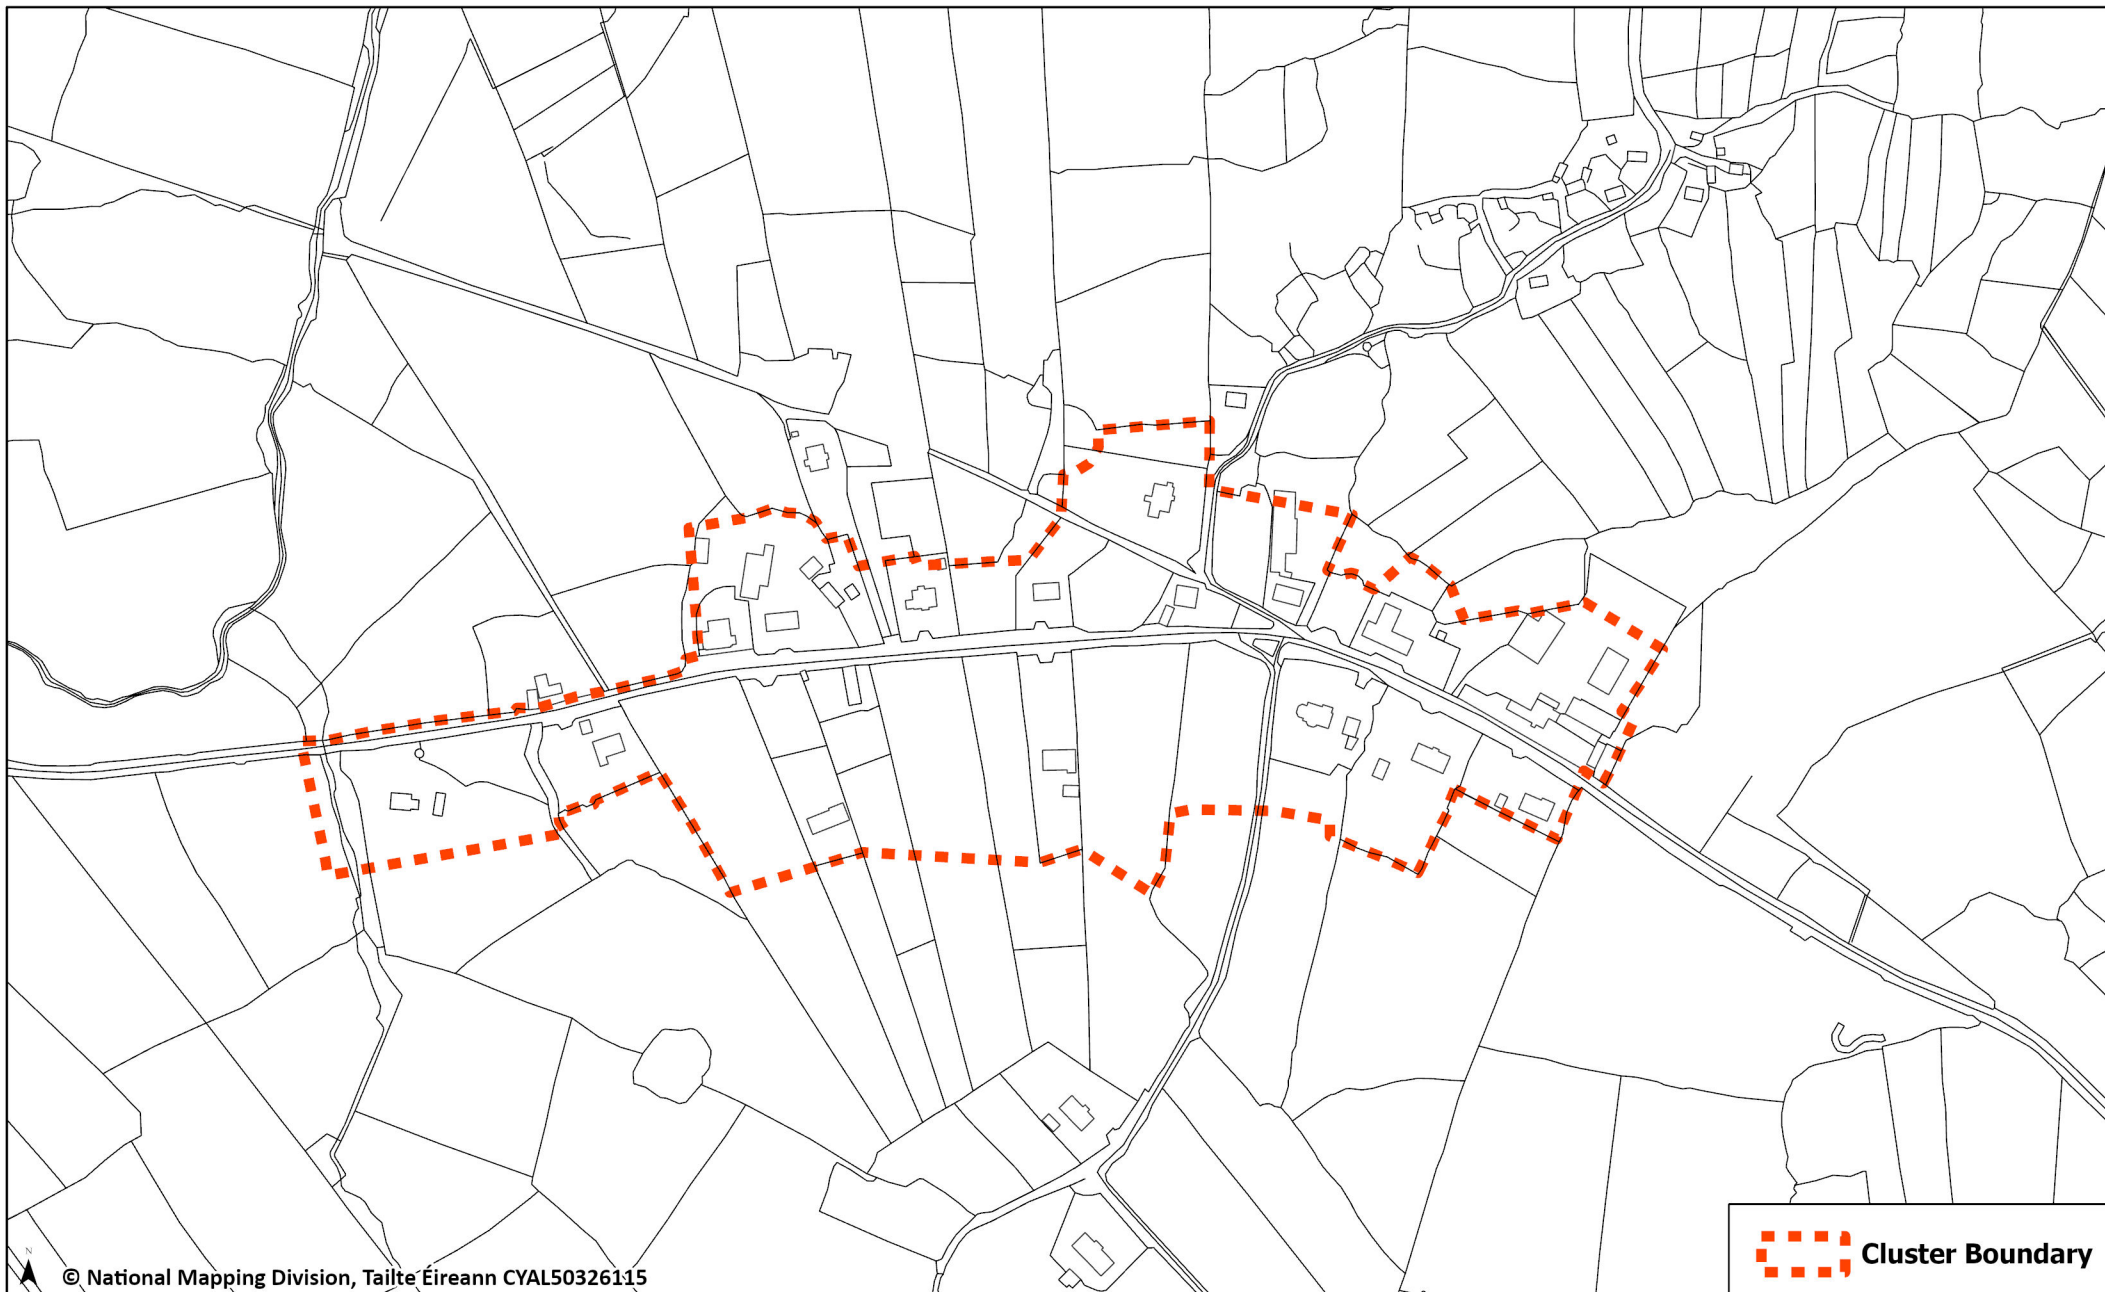 N
© National Mapping Division, Tailte Éireann CYAL50326115
Cluster Boundary